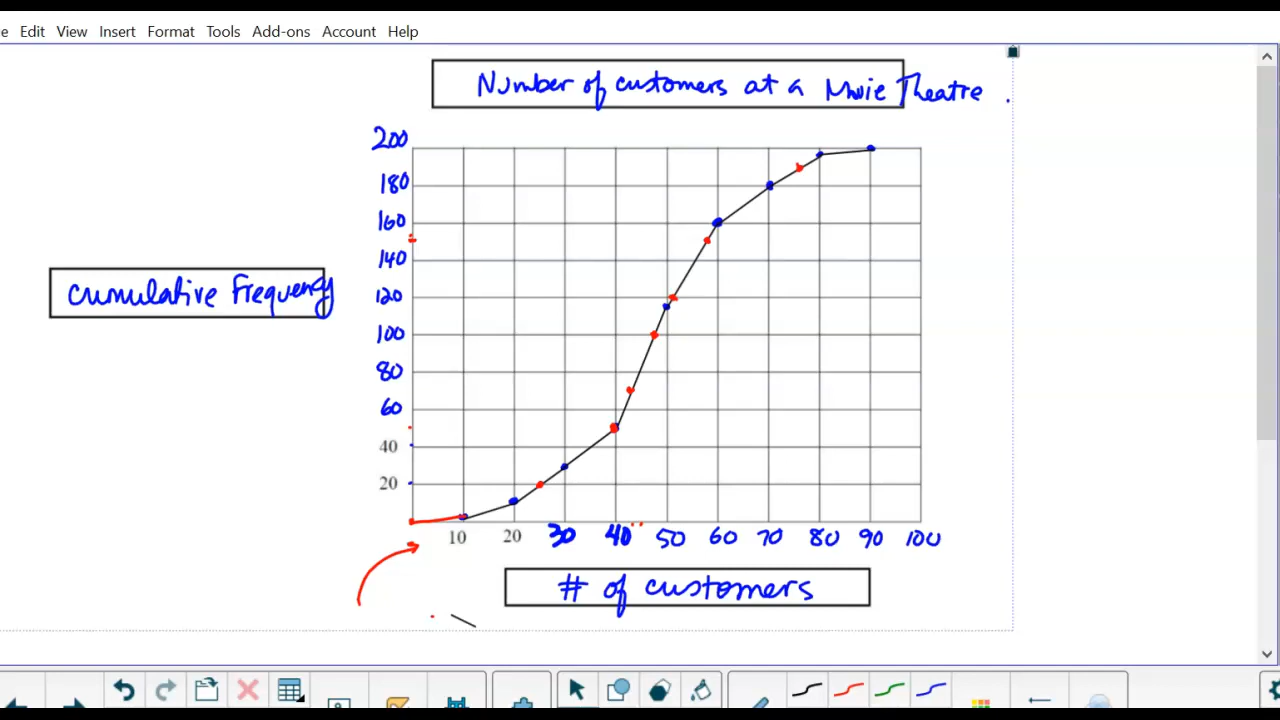 Edit View Insert Format Tools Add-ons Account Help
Number of customers at a Movie Theatre
200
180
160
140
Cumulative Frequency
120
100
80
60
40
20
10 20 30 40 50 60 70 80 90 100
# of customers